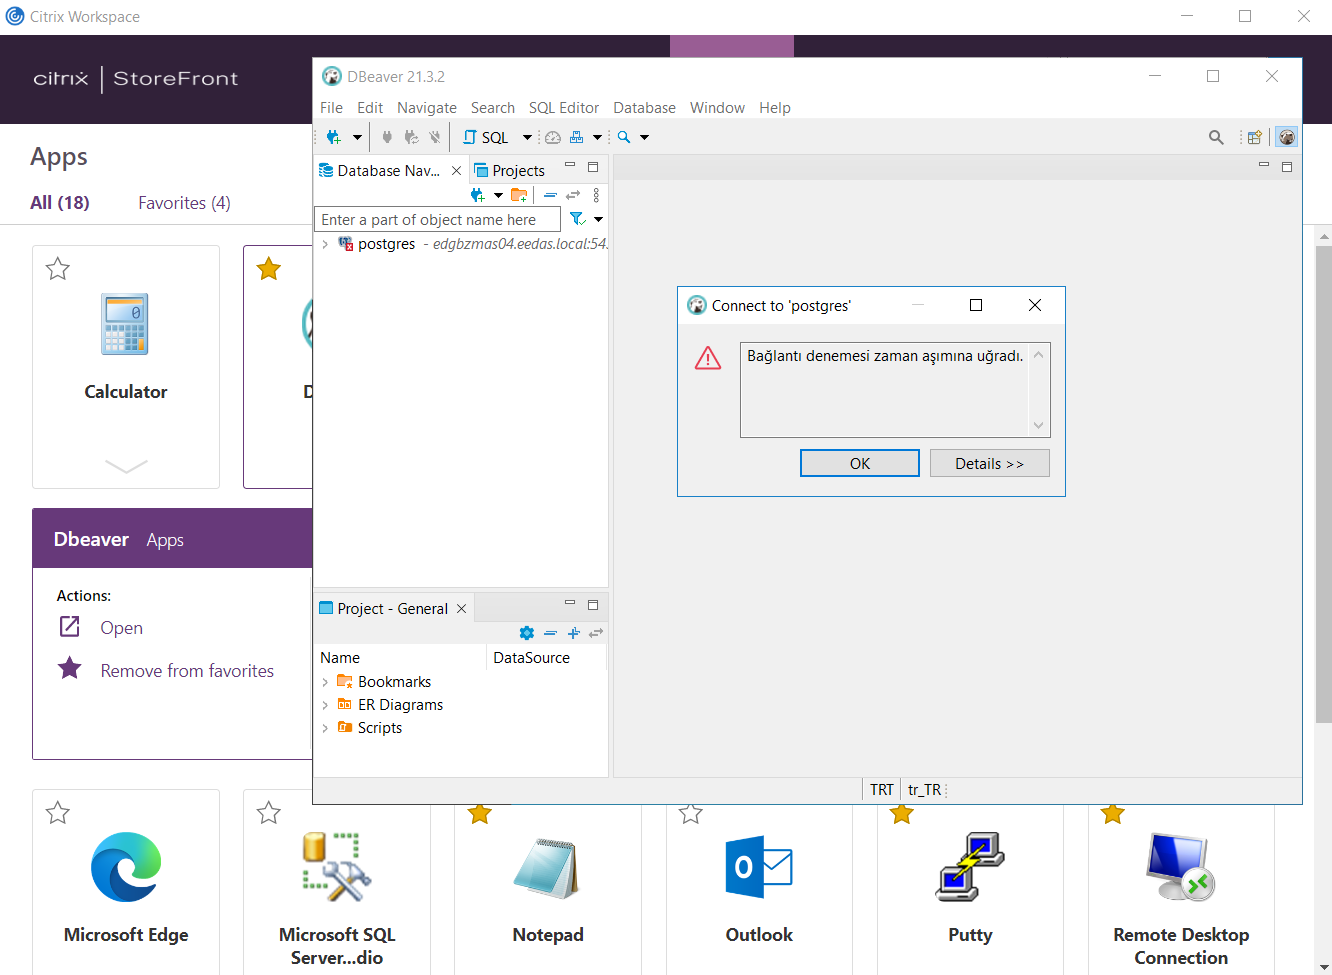 Citrix Workspace
citrix | StoreFront
Apps
All (18)
Favorites (4)
DBeaver 21.3.2
File Edit Navigate Search SQL Editor Database Window Help
SQL
Database Nav...
Projects
Enter a part of object name here
postgres - edgbzmas04.eedas.local:54.
Calculator
D
Connect to 'postgres'
Bağlantı denemesi zaman aşımına uğradı.
OK
Details >>
Dbeaver Apps
Actions:
Open
Remove from favorites
Project - General
Name
DataSource
Bookmarks
ER Diagrams
Scripts
TRT
tr_TR
Microsoft Edge
Microsoft SQL
Server...dio
Notepad
Outlook
Putty
Remote Desktop
Connection